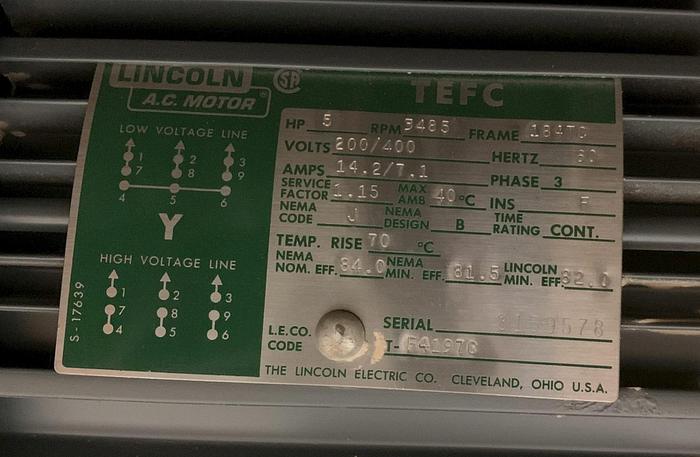 LINCOLN
A.C. MOTOR®
SA
TEFC
LOW VOLTAGE LINE
1 2 3
7 8 9
4 5 6
Y
HIGH VOLTAGE LINE
1 2 3
7 8 9
4 5 6
S-17639
HP 5 RPM 3485 FRAME 184TC
VOLTS 200/400 HERTZ 60
AMPS 14.2/7.1 PHASE 3
SERVICE FACTOR 1.15 MAX AMB 40°C INS F
NEMA CODE J NEMA DESIGN B TIME RATING CONT.
TEMP. RISE 70 °C
NEMA NOM. EFF. 84.0 NEMA MIN. EFF. 81.5 LINCOLN MIN. EFF 82.0
SERIAL
L.E.CO. CODE T-
THE LINCOLN ELECTRIC CO. CLEVELAND, OHIO U.S.A.